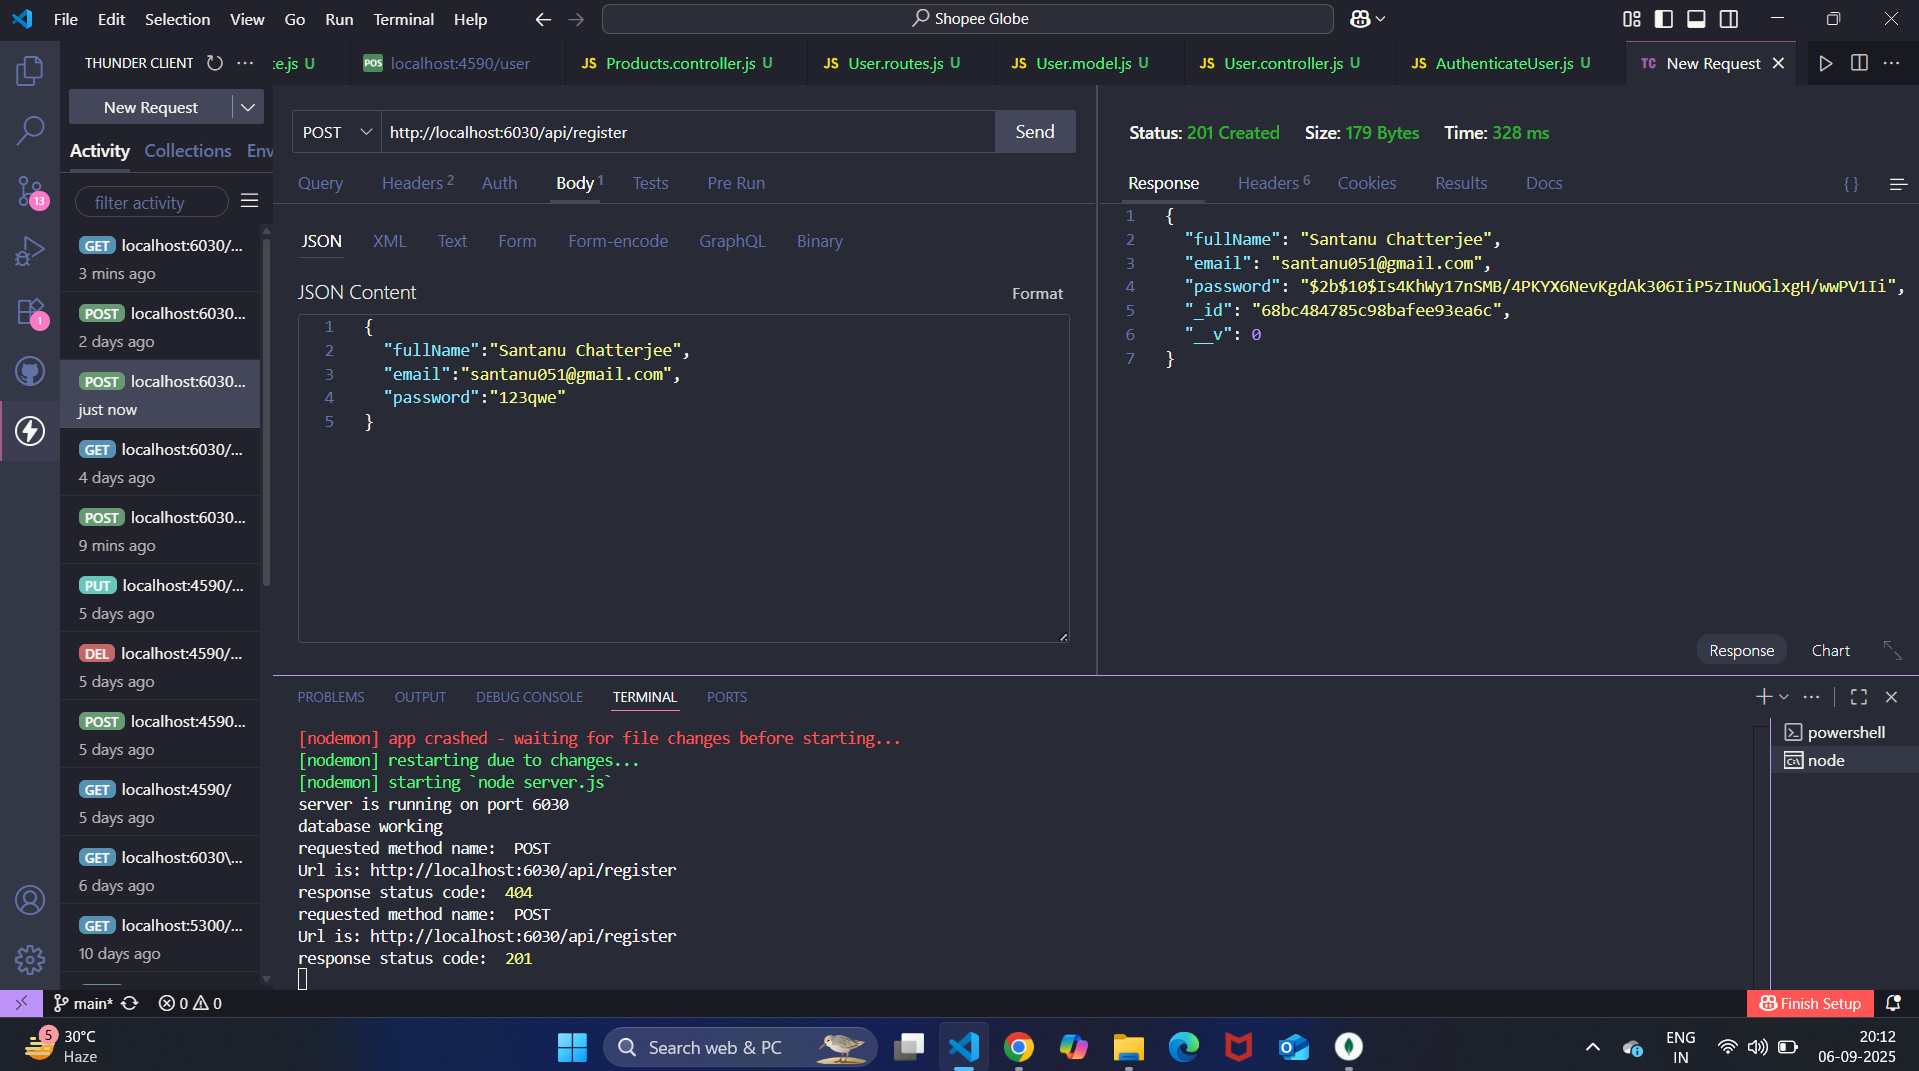 File Edit Selection View Go Run Terminal Help
Shopee Globe
THUNDER CLIENT
te.js U
POS localhost:4590/user
JS Products.controller.js U
JS User.routes.js U
JS User.model.js U
JS User.controller.js U
JS AuthenticateUser.js U
TC New Request
New Request
Activity Collections Env
filter activity
GET localhost:6030/...
3 mins ago
POST localhost:6030...
2 days ago
POST localhost:6030...
just now
GET localhost:6030/...
4 days ago
POST localhost:6030...
9 mins ago
PUT localhost:4590/...
5 days ago
DEL localhost:4590/...
5 days ago
POST localhost:4590...
5 days ago
GET localhost:4590/
5 days ago
GET localhost:6030\...
6 days ago
GET localhost:5300/...
10 days ago
13
1
POST http://localhost:6030/api/register Send
Query Headers 2 Auth Body 1 Tests Pre Run
JSON XML Text Form Form-encode GraphQL Binary
JSON Content Format
1 {
2 "fullName":"Santanu Chatterjee",
3 "email":"santanu051@gmail.com",
4 "password":"123qwe"
5 }
Status: 201 Created Size: 179 Bytes Time: 328 ms
Response Headers 6 Cookies Results Docs { }
1 {
2 "fullName": "Santanu Chatterjee",
3 "email": "santanu051@gmail.com",
4 "password": "$2b$10$Is4KhWy17nSMB/4PKYX6NevKgdAk306IiP5zINuOGlxgH/wwPV1Ii",
5 "_id": "68bc484785c98bafee93ea6c",
6 "__v": 0
7 }
Response Chart
PROBLEMS OUTPUT DEBUG CONSOLE TERMINAL PORTS
[nodemon] app crashed - waiting for file changes before starting...
[nodemon] restarting due to changes...
[nodemon] starting `node server.js`
server is running on port 6030
database working
requested method name:  POST
Url is: http://localhost:6030/api/register
response status code:  404
requested method name:  POST
Url is: http://localhost:6030/api/register
response status code:  201
powershell
node
main* 0 0
Finish Setup
5
30°C
Haze
Search web & PC
ENG
IN
20:12
06-09-2025